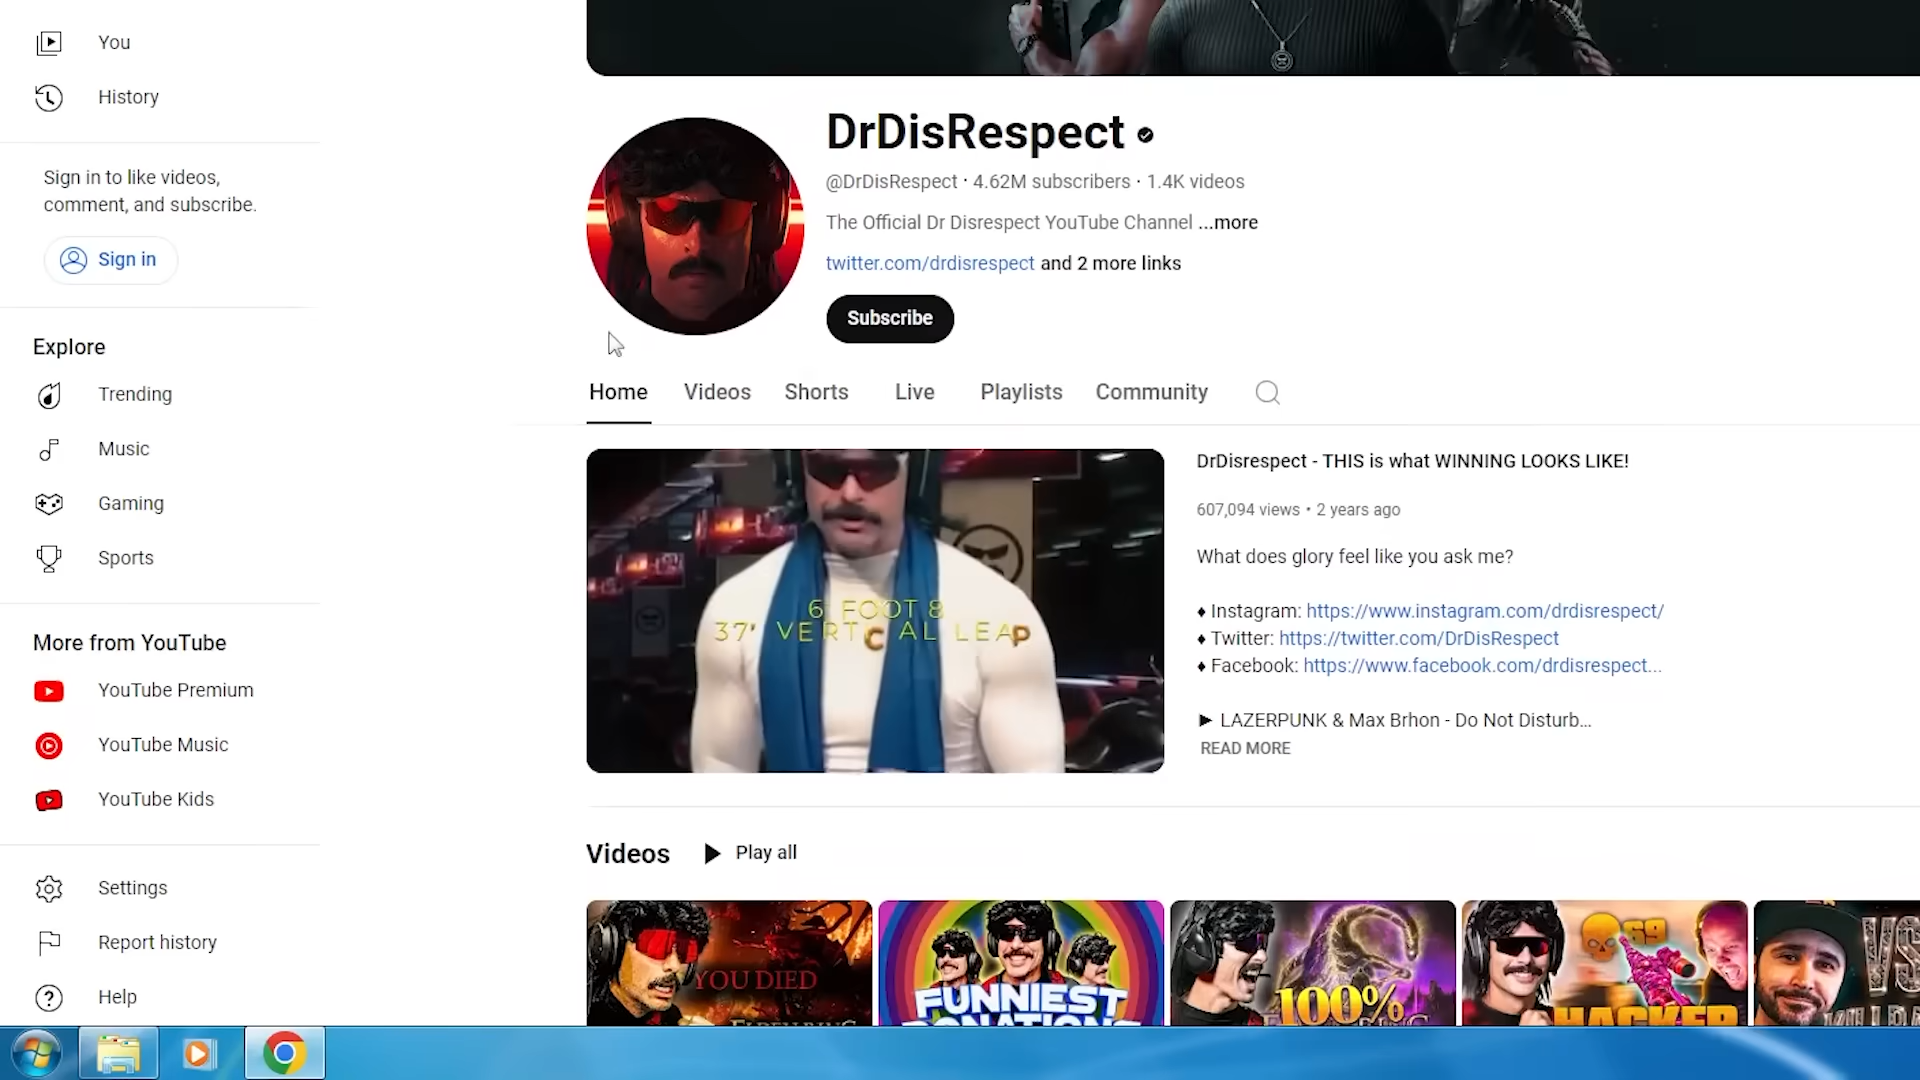 You
History
Sign in to like videos,
comment, and subscribe.
Sign in
Explore
Trending
Music
Gaming
Sports
More from YouTube
YouTube Premium
YouTube Music
YouTube Kids
Settings
Report history
Help
DrDisRespect
@DrDisRespect · 4.62M subscribers · 1.4K videos
The Official Dr Disrespect YouTube Channel ...more
twitter.com/drdisrespect and 2 more links
Subscribe
Home Videos Shorts Live Playlists Community
6 FOOT 8
37' VERT C AL LEAP
DrDisrespect - THIS is what WINNING LOOKS LIKE!
607,094 views • 2 years ago
What does glory feel like you ask me?
♦ Instagram: https://www.instagram.com/drdisrespect/
♦ Twitter: https://twitter.com/DrDisRespect
♦ Facebook: https://www.facebook.com/drdisrespect...
► LAZERPUNK & Max Brhon - Do Not Disturb...
READ MORE
Videos Play all
YOU DIED
FUNNIEST
DONATIONS
100%
69
HACKER
VS